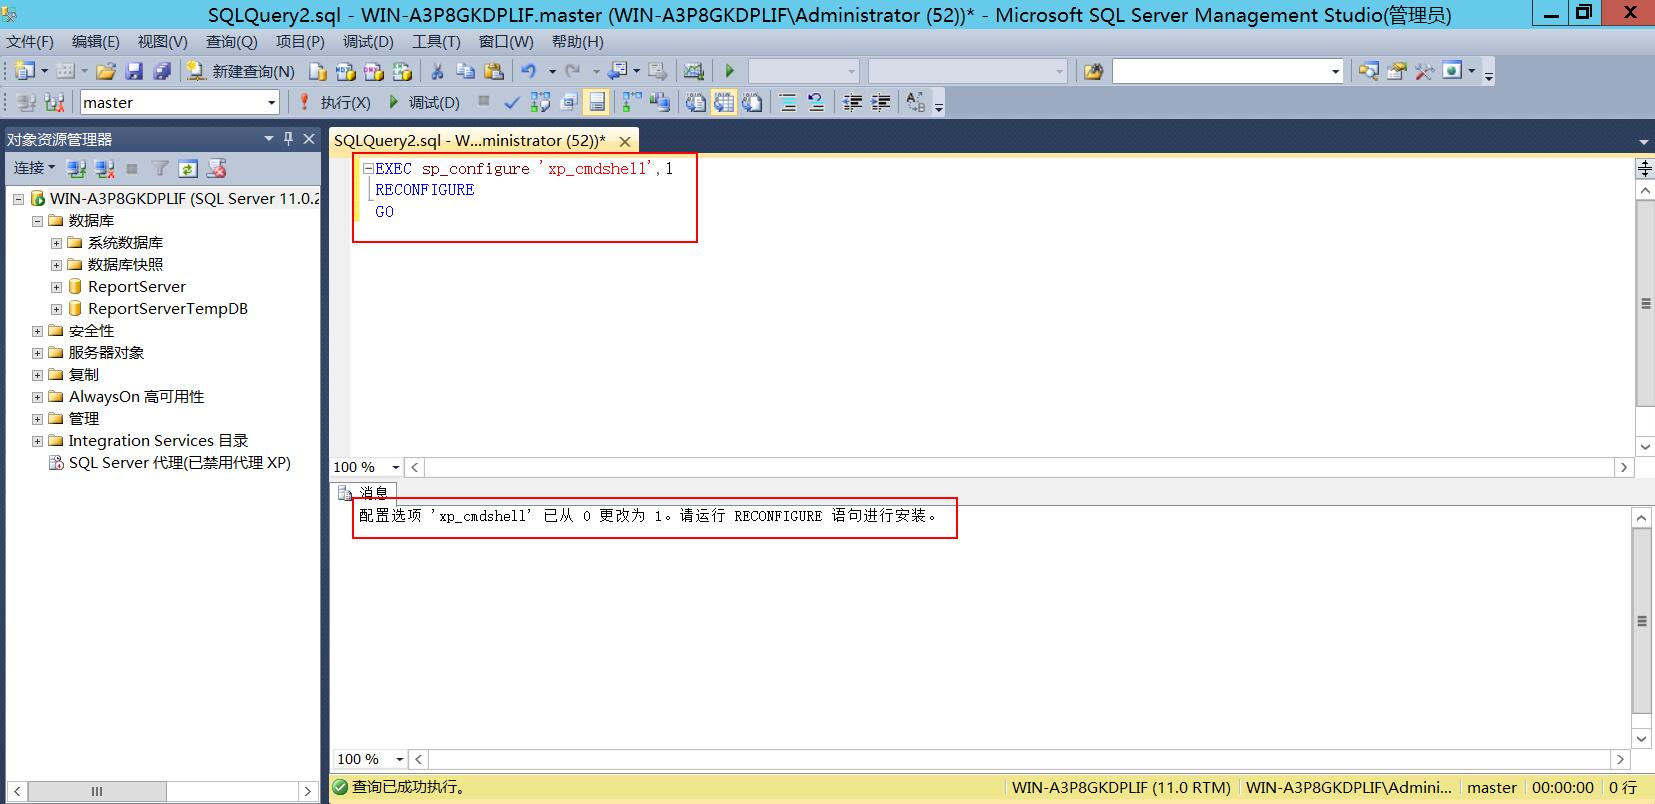 SQLQuery2.sql - WIN-A3P8GKDPLIF.master (WIN-A3P8GKDPLIF\Administrator (52))* - Microsoft SQL Server Management Studio(管理员)
文件(F) 编辑(E) 视图(V) 查询(Q) 项目(P) 调试(D) 工具(T) 窗口(W) 帮助(H)
新建查询(N)
master 执行(X) 调试(D)
对象资源管理器
连接
WIN-A3P8GKDPLIF (SQL Server 11.0.2
数据库
系统数据库
数据库快照
ReportServer
ReportServerTempDB
安全性
服务器对象
复制
AlwaysOn 高可用性
管理
Integration Services 目录
SQL Server 代理(已禁用代理 XP)
SQLQuery2.sql - W...ministrator (52))*
EXEC sp_configure 'xp_cmdshell',1
RECONFIGURE
GO
100 %
消息
配置选项 'xp_cmdshell' 已从 0 更改为 1。请运行 RECONFIGURE 语句进行安装。
100 %
查询已成功执行。 WIN-A3P8GKDPLIF (11.0 RTM) WIN-A3P8GKDPLIF\Admini... master 00:00:00 0 行